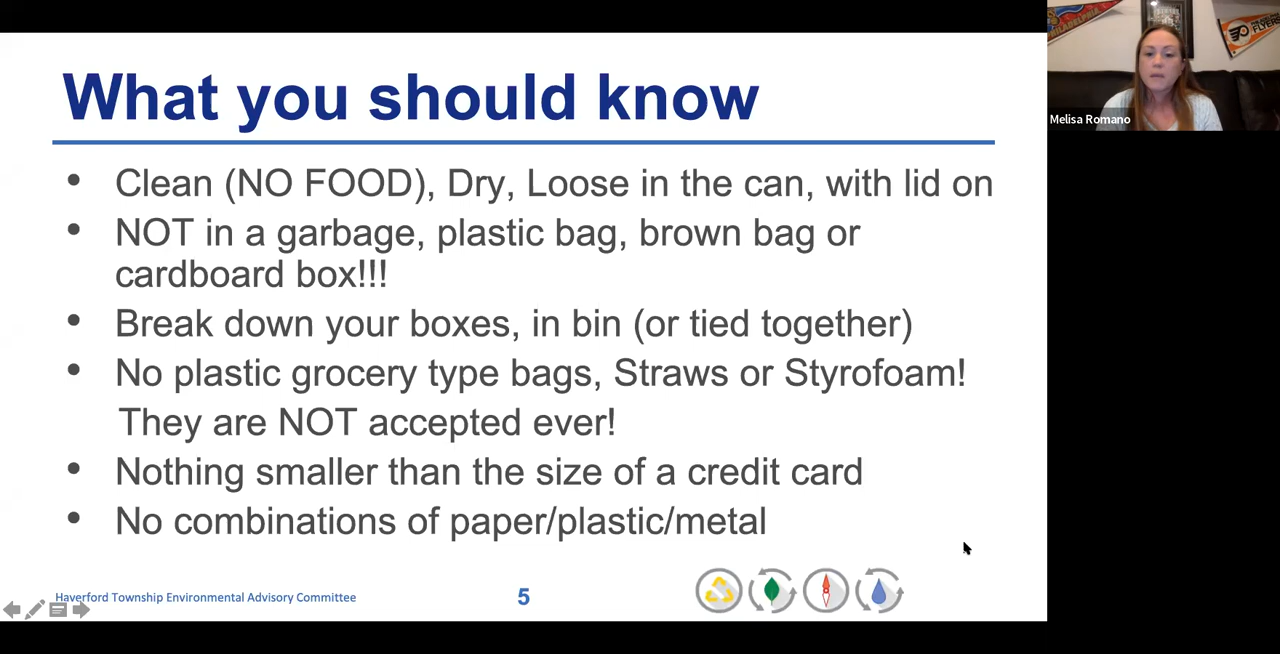 What you should know
• Clean (NO FOOD), Dry, Loose in the can, with lid on
• NOT in a garbage, plastic bag, brown bag or
cardboard box!!!
• Break down your boxes, in bin (or tied together)
• No plastic grocery type bags, Straws or Styrofoam!
They are NOT accepted ever!
• Nothing smaller than the size of a credit card
• No combinations of paper/plastic/metal
Haverford Township Environmental Advisory Committee
5
PHILADELPHIA
FLYERS
Melisa Romano